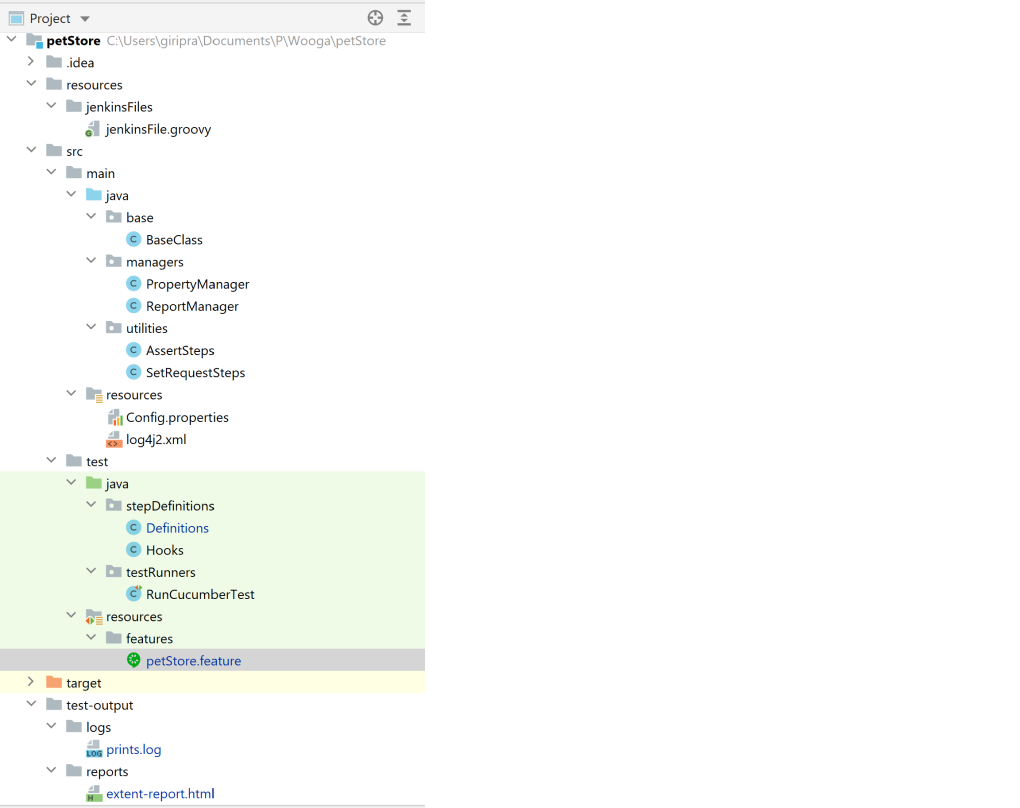 Project
petStore C:\Users\giripra\Documents\P\Wooga\petStore
.idea
resources
jenkinsFiles
jenkinsFile.groovy
src
main
java
base
BaseClass
managers
PropertyManager
ReportManager
utilities
AssertSteps
SetRequestSteps
resources
Config.properties
log4j2.xml
test
java
stepDefinitions
Definitions
Hooks
testRunners
RunCucumberTest
resources
features
petStore.feature
target
test-output
logs
prints.log
reports
extent-report.html